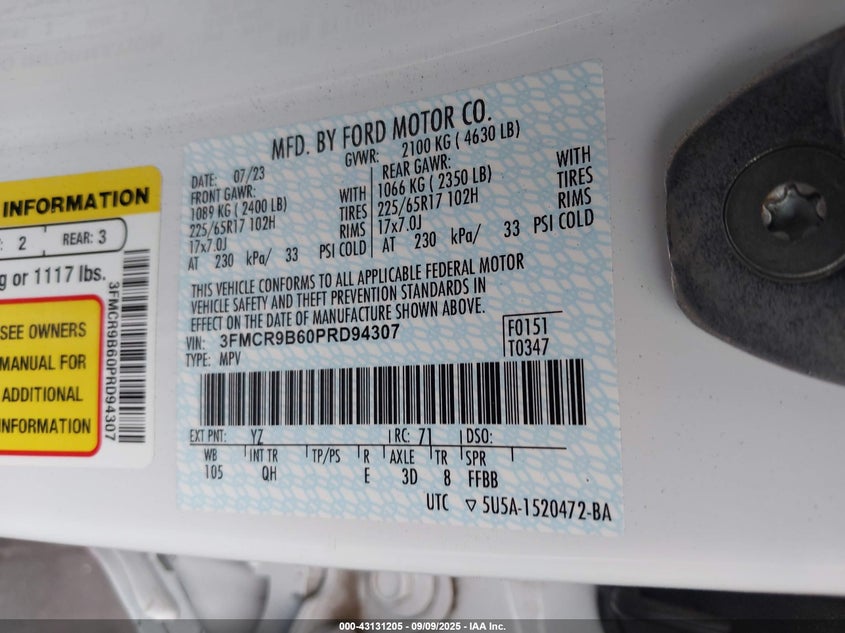 MFD. BY FORD MOTOR CO.
GVWR: 2100 KG ( 4630 LB)
DATE: 07/23
FRONT GAWR:
1089 KG ( 2400 LB) WITH
225/65R17 102H TIRES
17x7.0J RIMS
AT 230 kPa/ 33 PSI COLD
REAR GAWR: WITH
1066 KG ( 2350 LB) TIRES
225/65R17 102H RIMS
17x7.0J
AT 230 kPa/ 33 PSI COLD
THIS VEHICLE CONFORMS TO ALL APPLICABLE FEDERAL MOTOR
VEHICLE SAFETY AND THEFT PREVENTION STANDARDS IN
EFFECT ON THE DATE OF MANUFACTURE SHOWN ABOVE.
VIN: 3FMCR9B60PRD94307
TYPE: MPV
F0151
T0347
EXT PNT: YZ RC: 71 DSO:
WB INT TR TP/PS R AXLE TR SPR
105 QH E 3D 8 FFBB
UTC ▽ 5U5A-1520472-BA
INFORMATION
2 REAR: 3
g or 1117 lbs.
SEE OWNERS
MANUAL FOR
ADDITIONAL
INFORMATION
3FMCR9B60PRD94307
000-43131205 - 09/09/2025 - IAA Inc.